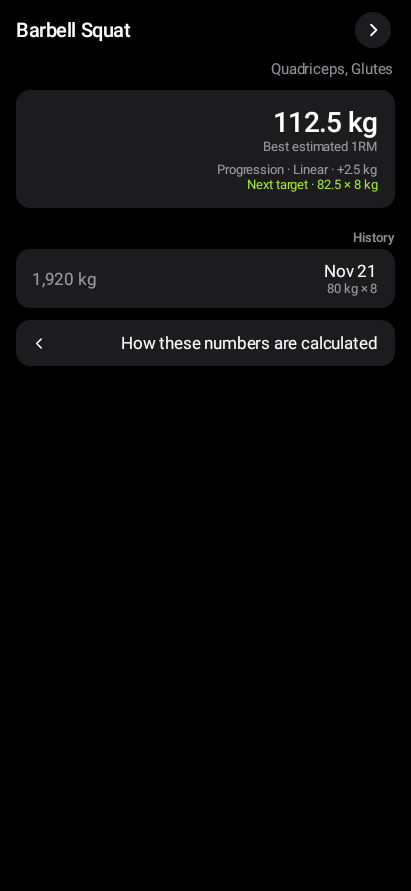 Barbell Squat
Quadriceps, Glutes
112.5 kg
Best estimated 1RM
Progression · Linear · +2.5 kg
Next target · 82.5 × 8 kg
History
Nov 21
80 kg × 8
1,920 kg
How these numbers are calculated